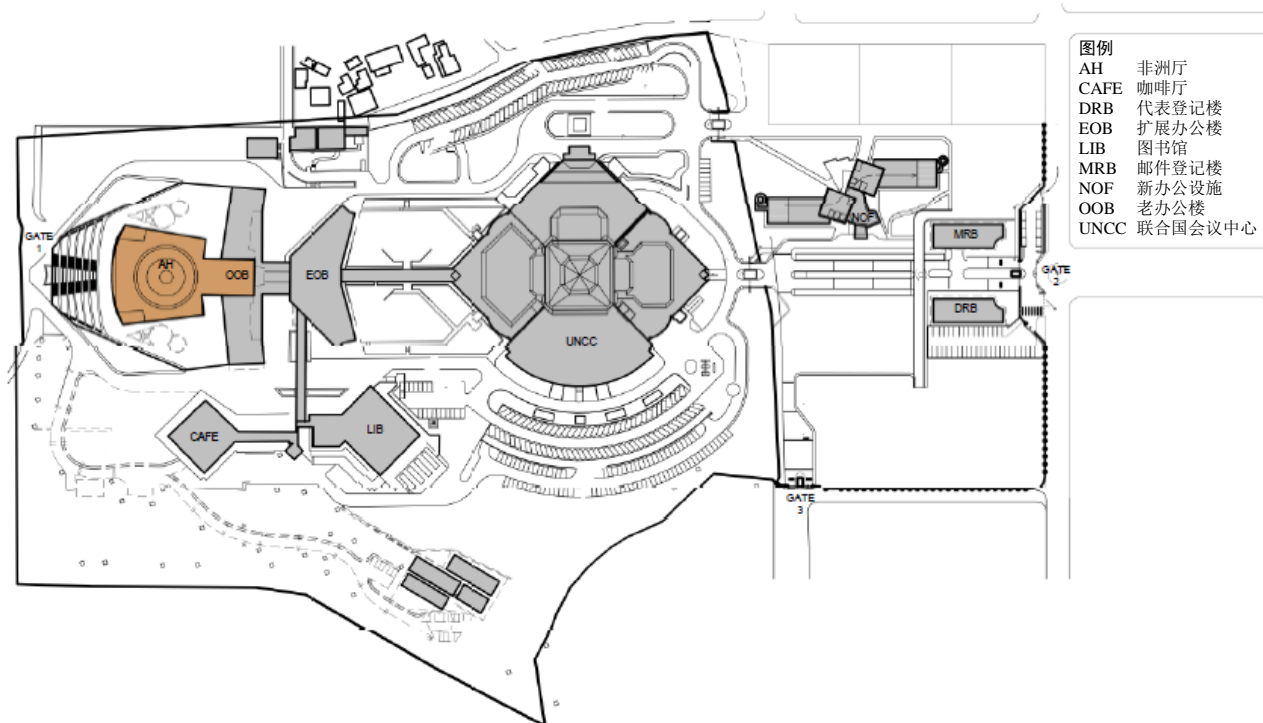 图例
AH 非洲厅
CAFE 咖啡厅
DRB 代表登记楼
EOB 扩展办公楼
LIB 图书馆
MRB 邮件登记楼
NOF 新办公设施
OOB 老办公楼
UNCC 联合国会议中心
NOF
GATE
1
MRB
AH
OOB
EOB
GATE
2
DRB
UNCC
CAFE
LIB
GATE
3